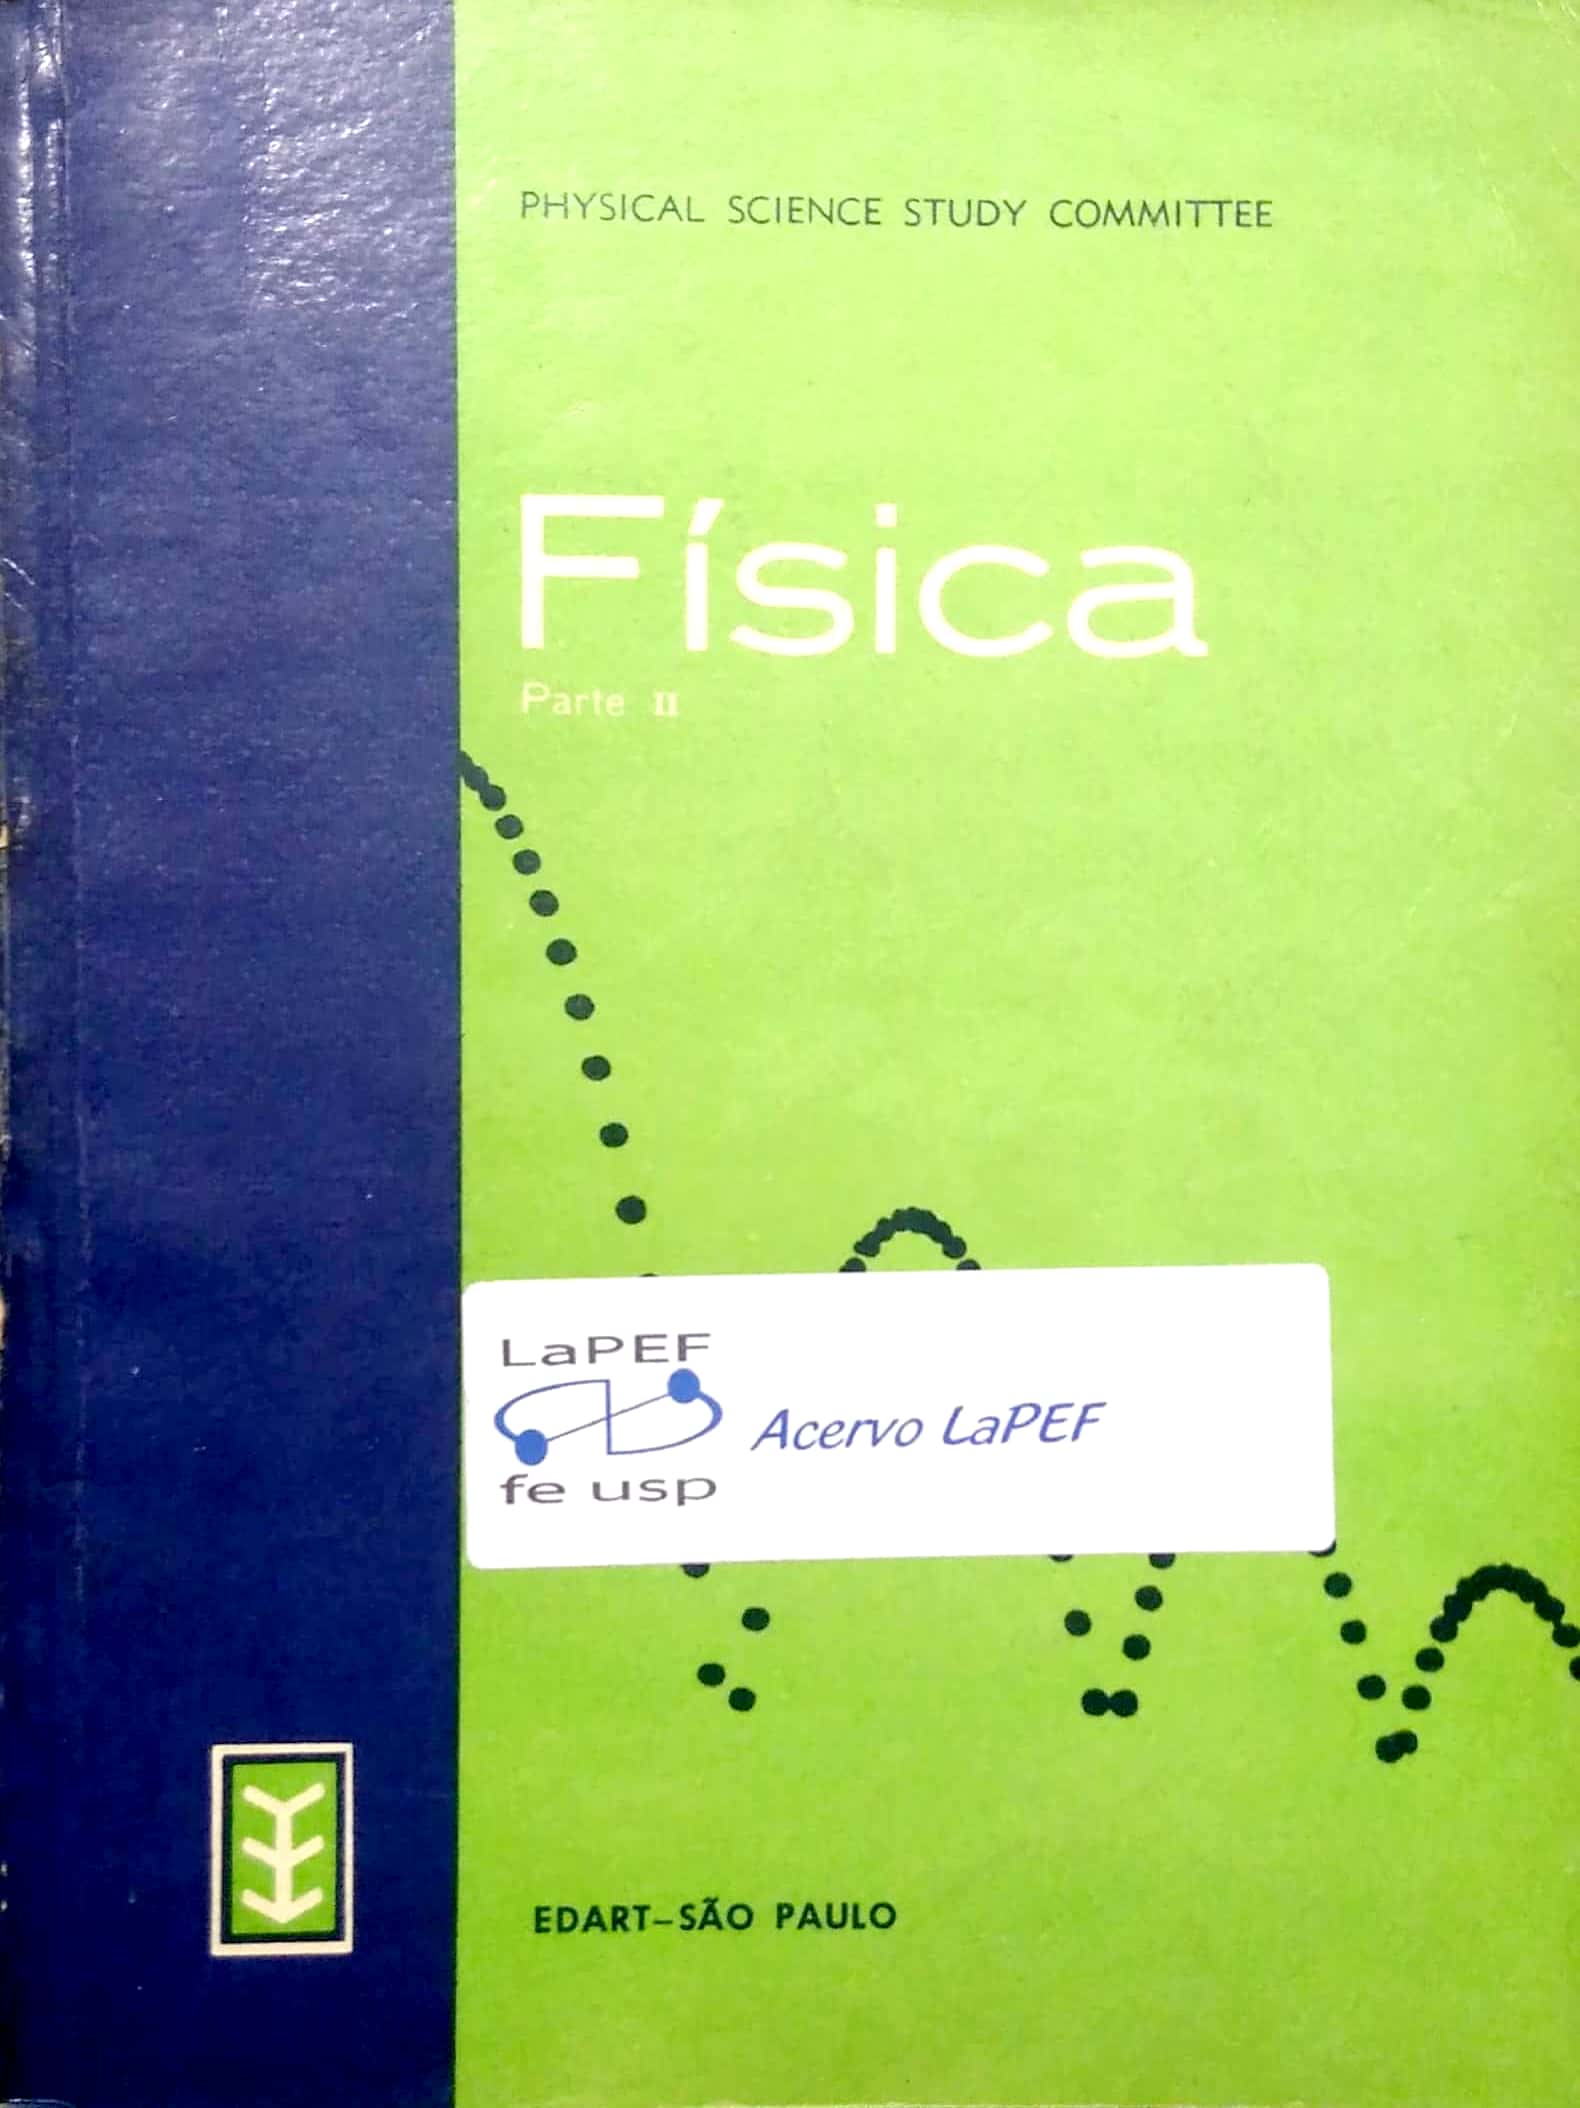 PHYSICAL SCIENCE STUDY COMMITTEE
Física
Parte II
LaPEF
Acervo LaPEF
fe usp
EDART-SÃO PAULO